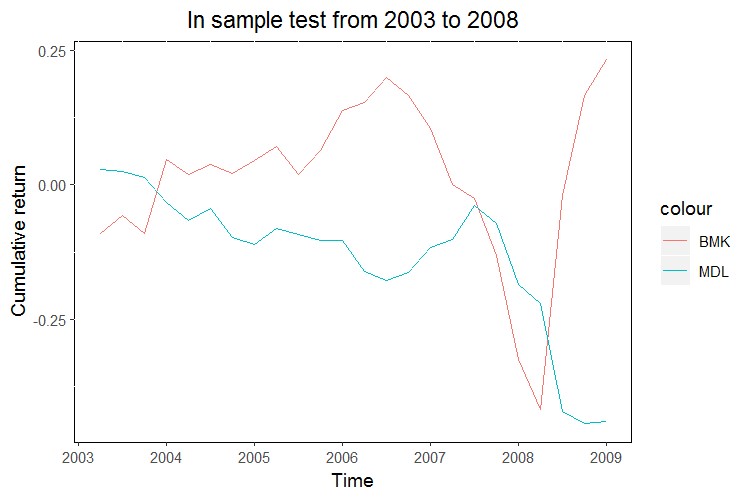 In sample test from 2003 to 2008
Cumulative return
0.25
0.00
-0.25
2003 2004 2005 2006 2007 2008 2009
Time
colour
BMK
MDL